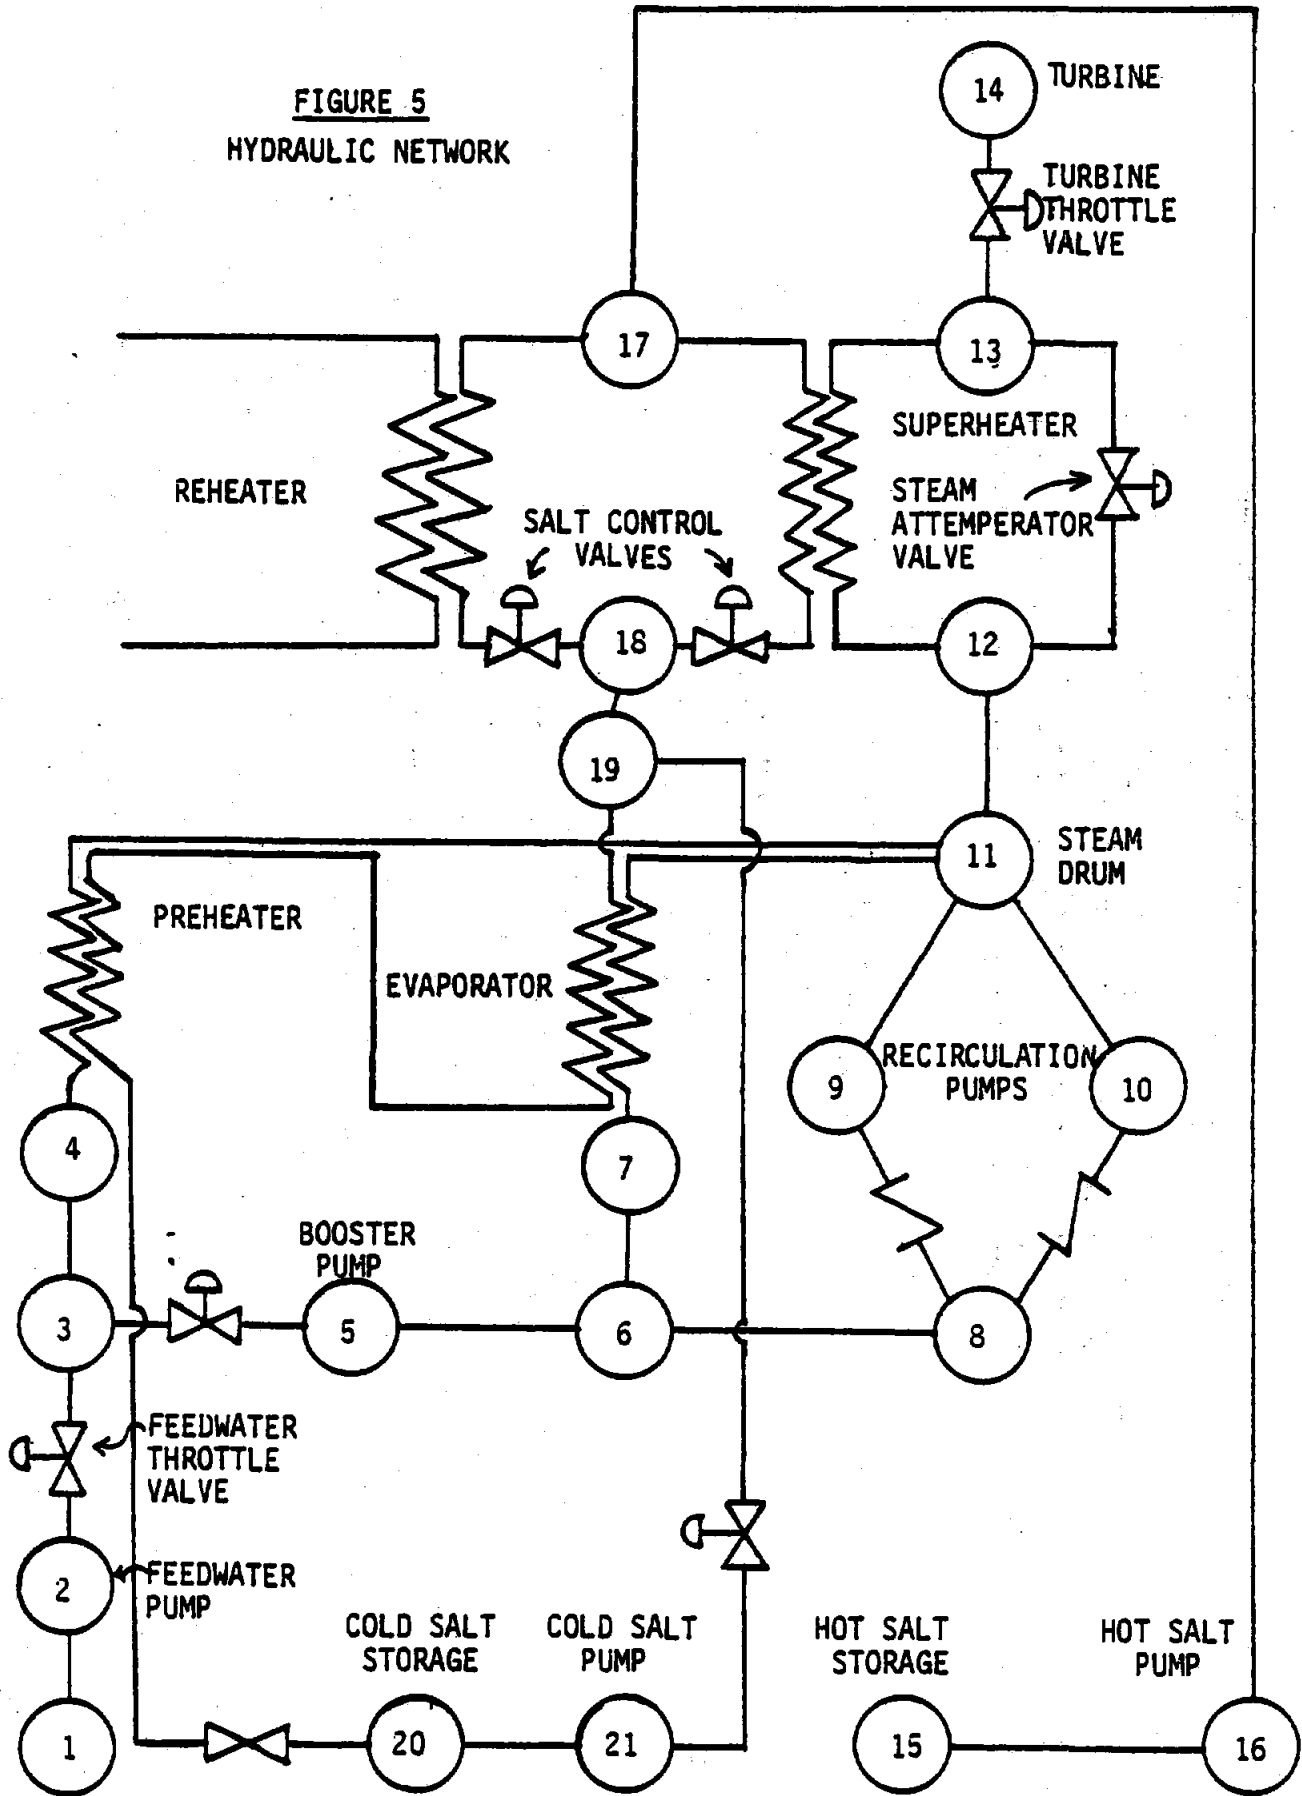 FIGURE 5
HYDRAULIC NETWORK
14
TURBINE
TURBINE
THROTTLE
VALVE
17
13
SUPERHEATER
REHEATER
STEAM
ATTEMPERATOR
VALVE
SALT CONTROL
VALVES
18
12
19
11
STEAM
DRUM
PREHEATER
EVAPORATOR
9
RECIRCULATION
PUMPS
10
4
7
BOOSTER
PUMP
3
5
6
8
FEEDWATER
THROTTLE
VALVE
2
FEEDWATER
PUMP
COLD SALT
STORAGE
COLD SALT
PUMP
HOT SALT
STORAGE
HOT SALT
PUMP
1
20
21
15
16